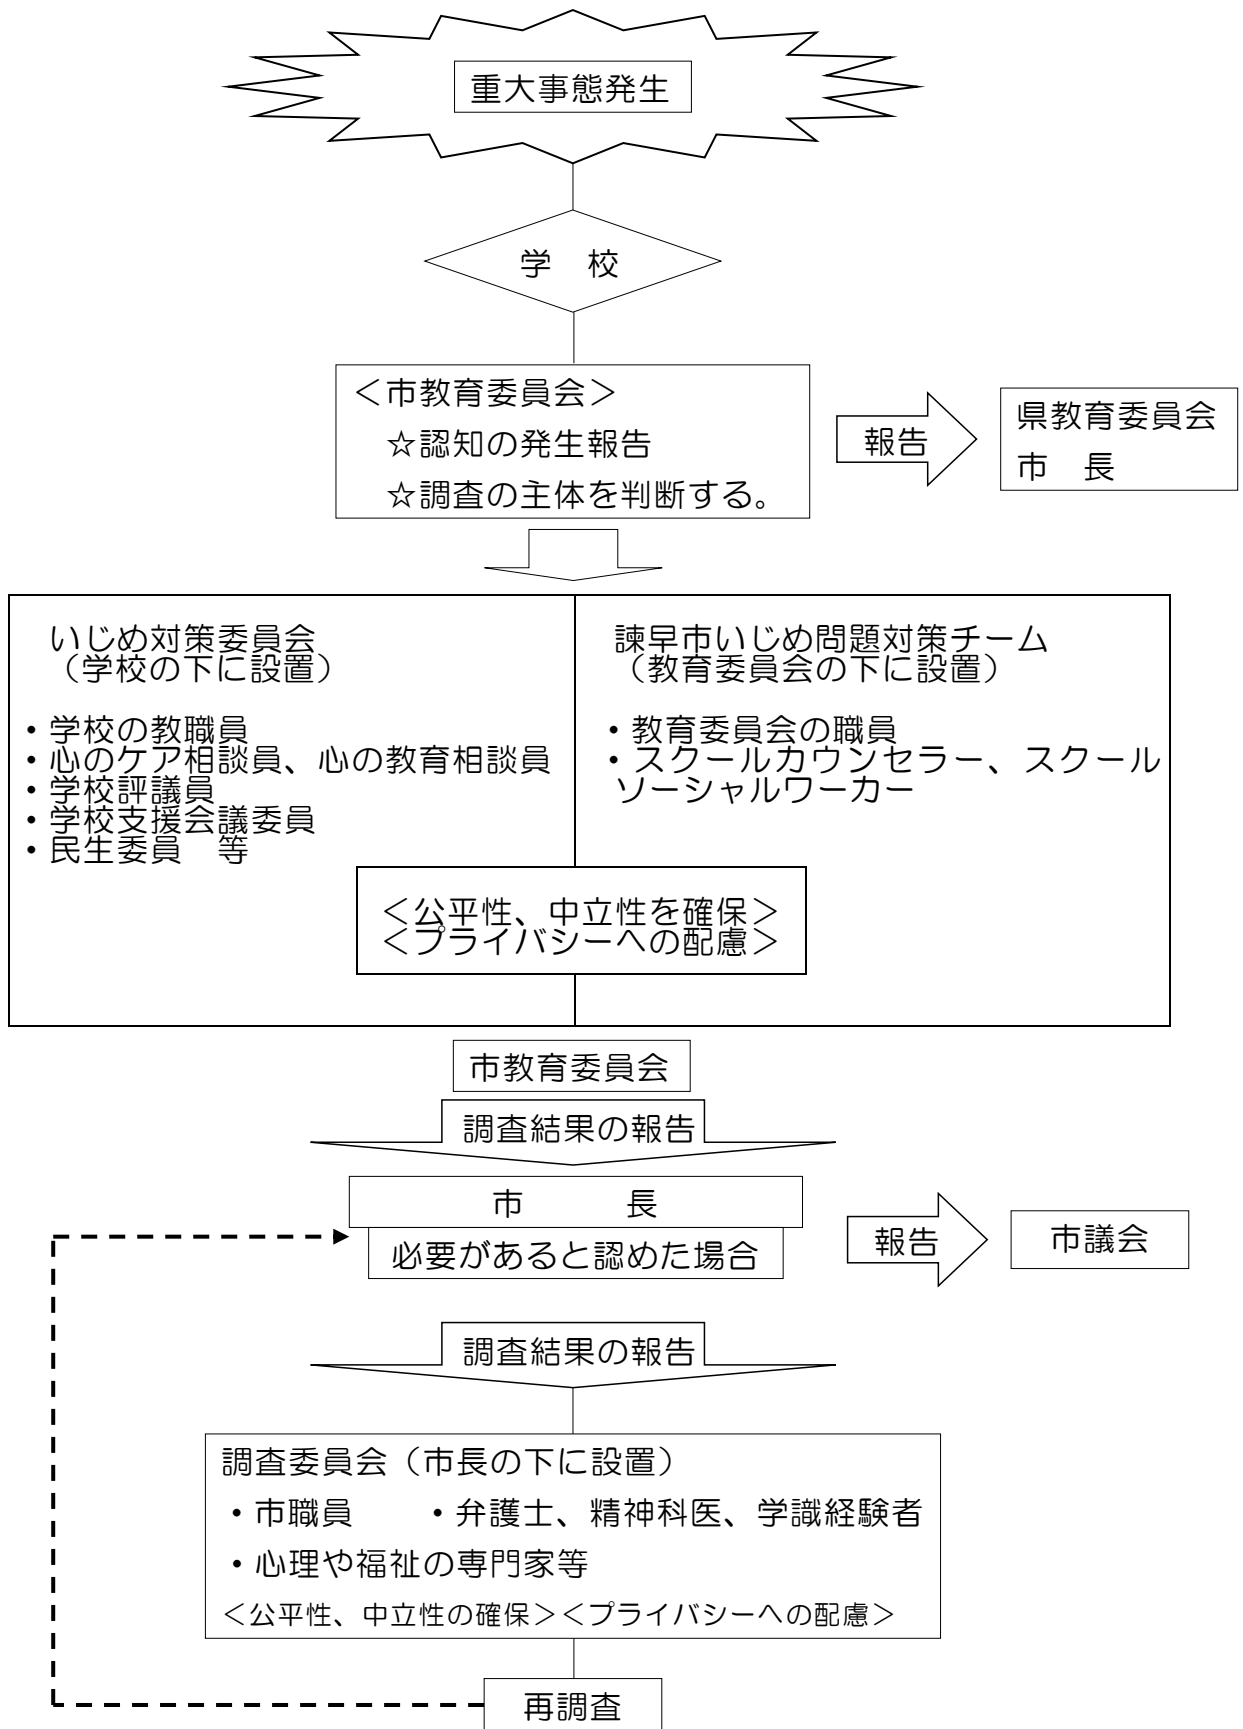 重大事態発生
学　校
＜市教育委員会＞
☆認知の発生報告
☆調査の主体を判断する。
報告
県教育委員会
市　長
いじめ対策委員会
（学校の下に設置）
・学校の教職員
・心のケア相談員、心の教育相談員
・学校評議員
・学校支援会議委員
・民生委員　等
諫早市いじめ問題対策チーム
（教育委員会の下に設置）
・教育委員会の職員
・スクールカウンセラー、スクール
ソーシャルワーカー
＜公平性、中立性を確保＞
＜プライバシーへの配慮＞
市教育委員会
調査結果の報告
市　　　長
必要があると認めた場合
報告
市議会
調査結果の報告
調査委員会（市長の下に設置）
・市職員　　・弁護士、精神科医、学識経験者
・心理や福祉の専門家等
＜公平性、中立性の確保＞＜プライバシーへの配慮＞
再調査